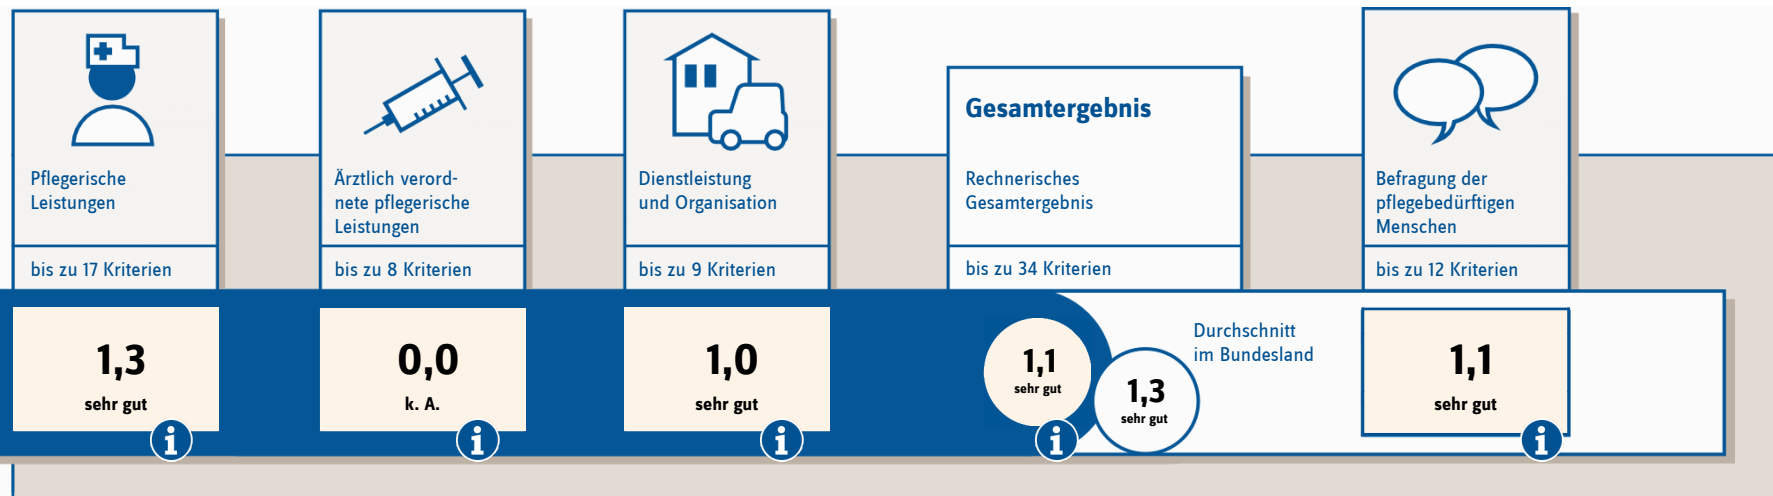 Pflegerische
Leistungen
bis zu 17 Kriterien
1,3
sehr gut
i
Ärztlich verord-
nete pflegerische
Leistungen
bis zu 8 Kriterien
0,0
k. A.
i
Dienstleistung
und Organisation
bis zu 9 Kriterien
1,0
sehr gut
i
Gesamtergebnis
Rechnerisches
Gesamtergebnis
bis zu 34 Kriterien
1,1
sehr gut
i
1,3
sehr gut
Durchschnitt
im Bundesland
Befragung der
pflegebedürftigen
Menschen
bis zu 12 Kriterien
1,1
sehr gut
i